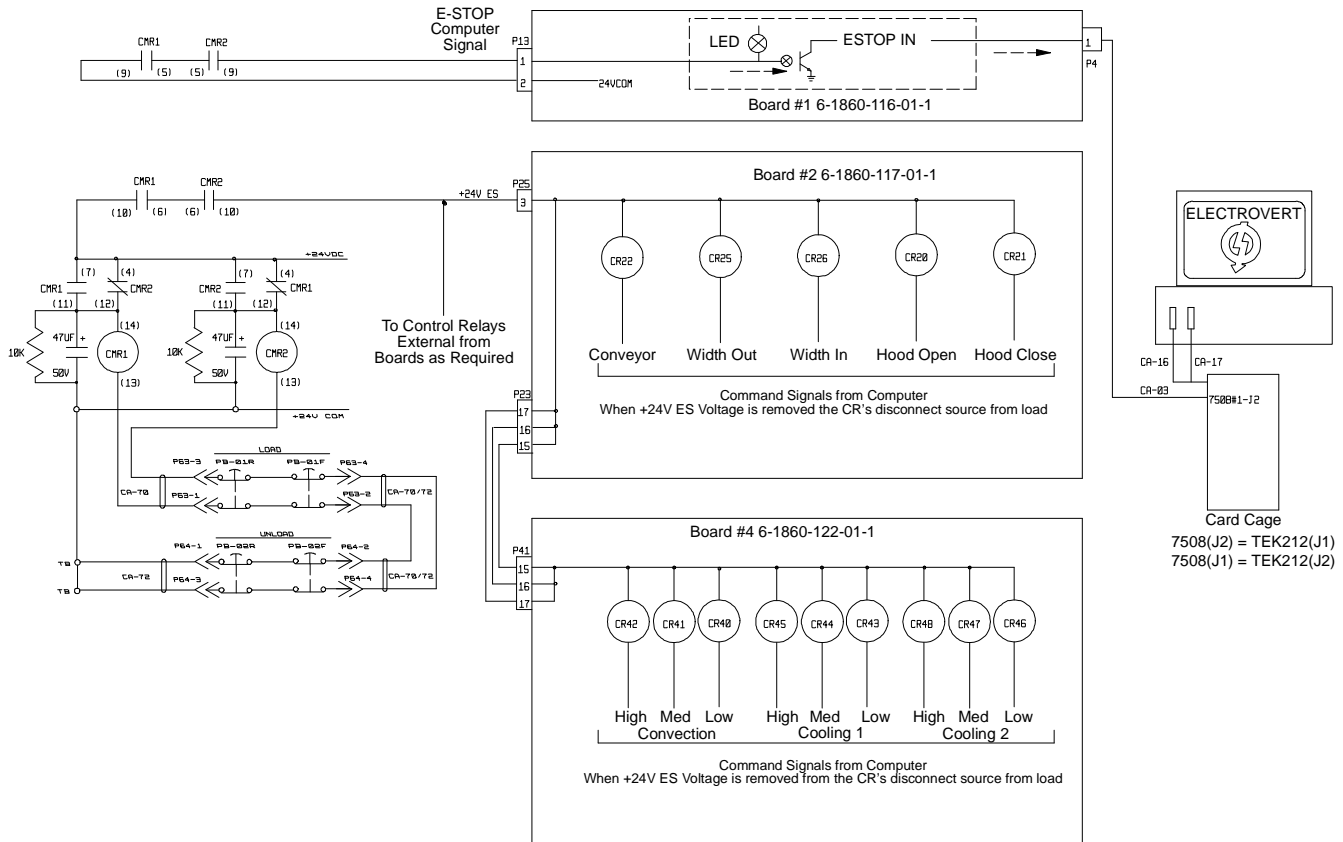 E-STOP
Computer
Signal
CMR1
CMR2
(9)
(5)
(5)
(9)
P13
1
2
24VCOM
LED
ESTOP IN
1
P4
Board #1 6-1860-116-01-1
CMR1
CMR2
(10)
(6)
(6)
(10)
+24V ES
P25
3
Board #2 6-1860-117-01-1
CR22
CR25
CR26
CR20
CR21
Conveyor
Width Out
Width In
Hood Open
Hood Close
Command Signals from Computer
When +24V ES Voltage is removed the CR's disconnect source from load
P23
17
16
15
To Control Relays
External from
Boards as Required
+24VDC
(7)
(4)
(7)
(4)
CMR1
CMR2
CMR2
CMR1
(11)
(12)
(11)
(12)
(14)
(14)
10K
47UF
+
CMR1
10K
47UF
+
CMR2
50V
(13)
50V
(13)
+24V COM
LOAD
P63-3
PB-01R
PB-01F
P63-4
CA-70
P63-1
P63-2
CA-70/72
UNLOAD
P64-1
PB-02R
PB-02F
P64-2
TB
CA-72
P64-3
P64-4
CA-70/72
TB
Board #4 6-1860-122-01-1
P41
15
16
17
CR42
CR41
CR40
CR45
CR44
CR43
CR48
CR47
CR46
High
Med
Low
High
Med
Low
High
Med
Low
Convection
Cooling 1
Cooling 2
Command Signals from Computer
When +24V ES Voltage is removed from the CR's disconnect source from load
ELECTROVERT
CA-16
CA-17
CA-03
7508#1-J2
Card Cage
7508(J2) = TEK212(J1)
7508(J1) = TEK212(J2)